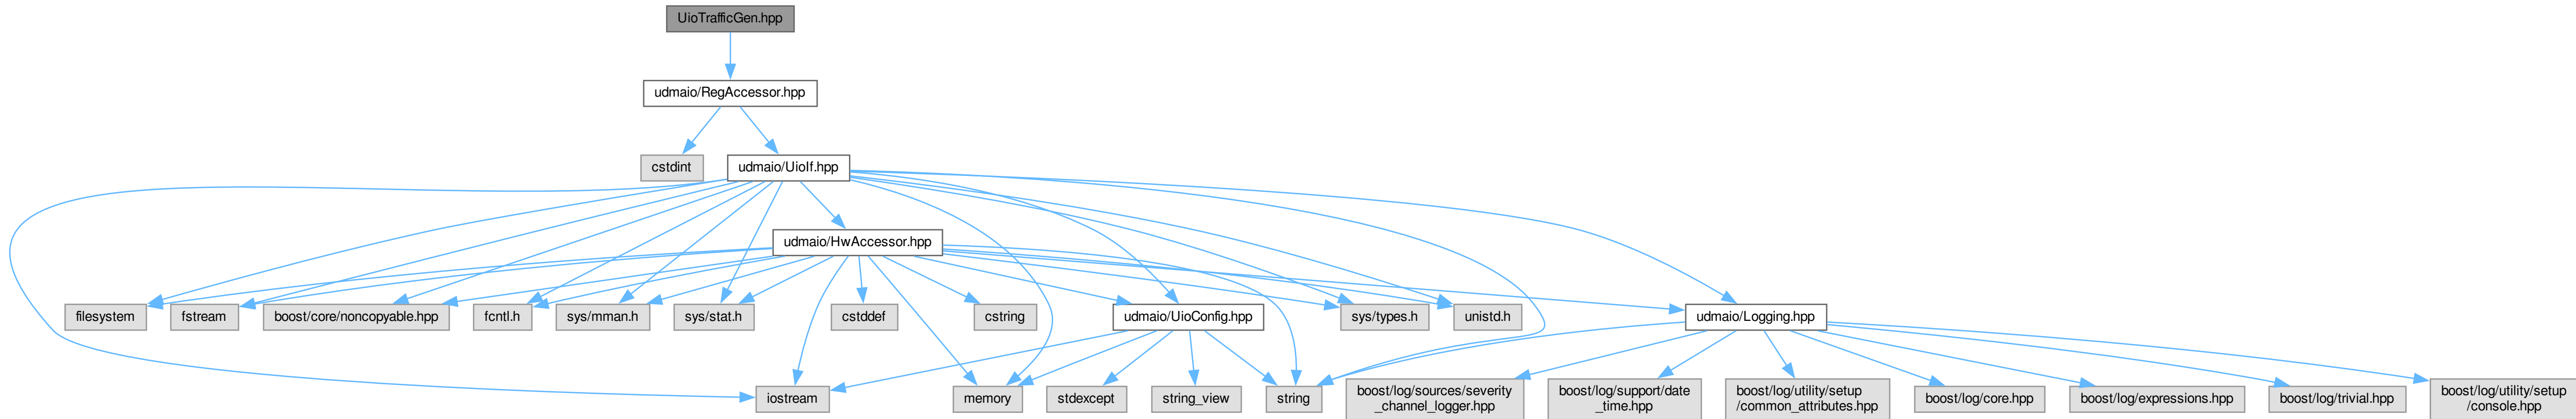 UioTrafficGen.hpp
udmaio/RegAccessor.hpp
cstdint
udmaio/UioIf.hpp
udmaio/HwAccessor.hpp
filesystem
fstream
boost/core/noncopyable.hpp
fcntl.h
sys/mman.h
sys/stat.h
cstddef
cstring
udmaio/UioConfig.hpp
sys/types.h
unistd.h
udmaio/Logging.hpp
iostream
memory
stdexcept
string_view
string
boost/log/sources/severity
_channel_logger.hpp
boost/log/support/date
_time.hpp
boost/log/utility/setup
/common_attributes.hpp
boost/log/core.hpp
boost/log/expressions.hpp
boost/log/trivial.hpp
boost/log/utility/setup
/console.hpp